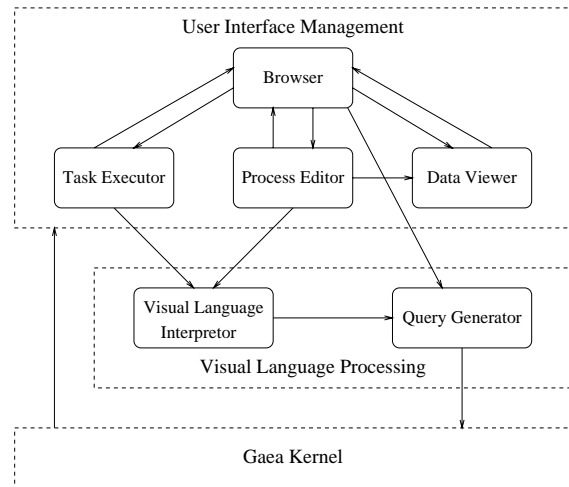 User Interface Management
Browser
Task Executor
Process Editor
Data Viewer
Visual Language
Interpretor
Query Generator
Visual Language Processing
Gaea Kernel